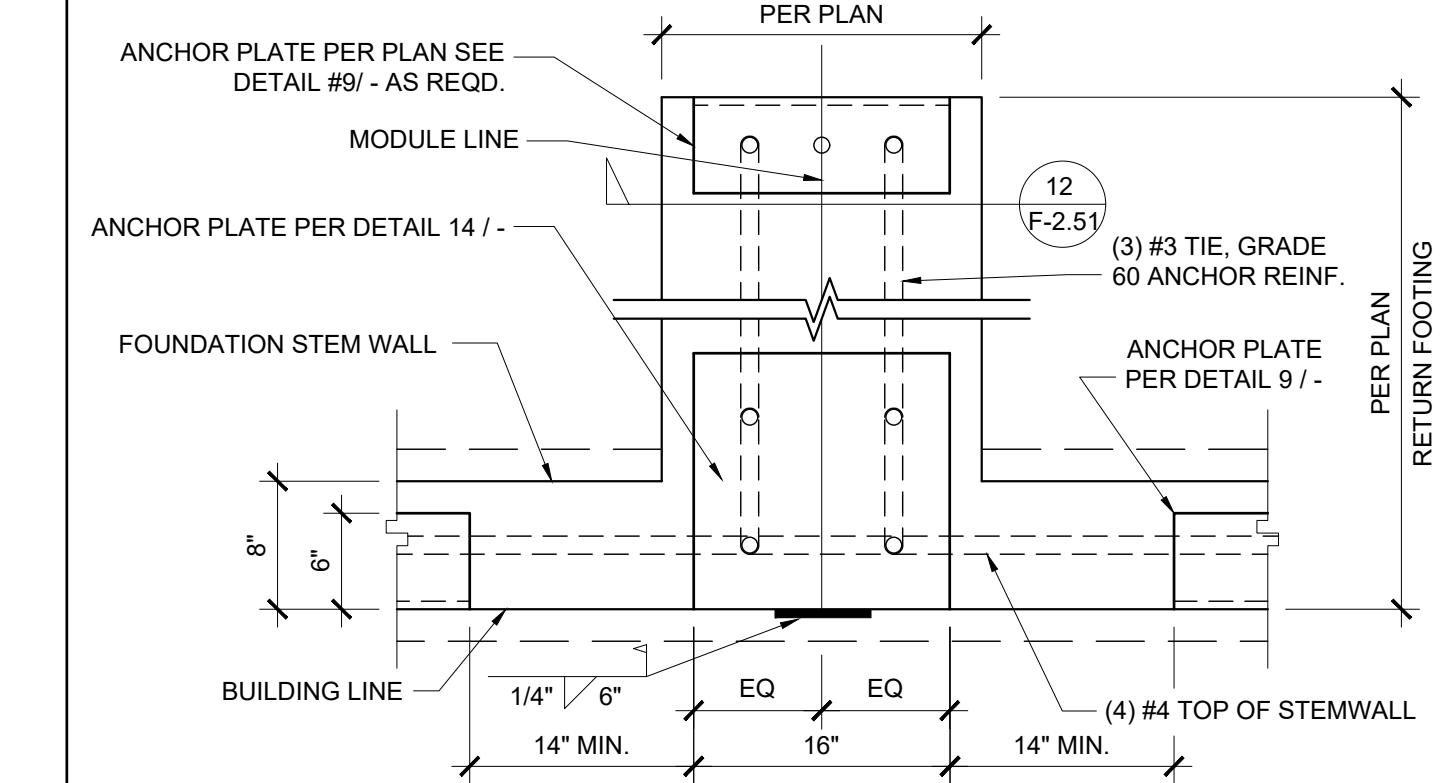 PER PLAN
ANCHOR PLATE PER PLAN SEE
DETAIL #9/ - AS REQD.
MODULE LINE
12
F-2.51
ANCHOR PLATE PER DETAIL 14 / -
(3) #3 TIE, GRADE
60 ANCHOR REINF.
PER PLAN
RETURN FOOTING
FOUNDATION STEM WALL
ANCHOR PLATE
PER DETAIL 9 / -
8"
6"
BUILDING LINE
1/4" 6"
EQ EQ
(4) #4 TOP OF STEMWALL
14" MIN. 16" 14" MIN.